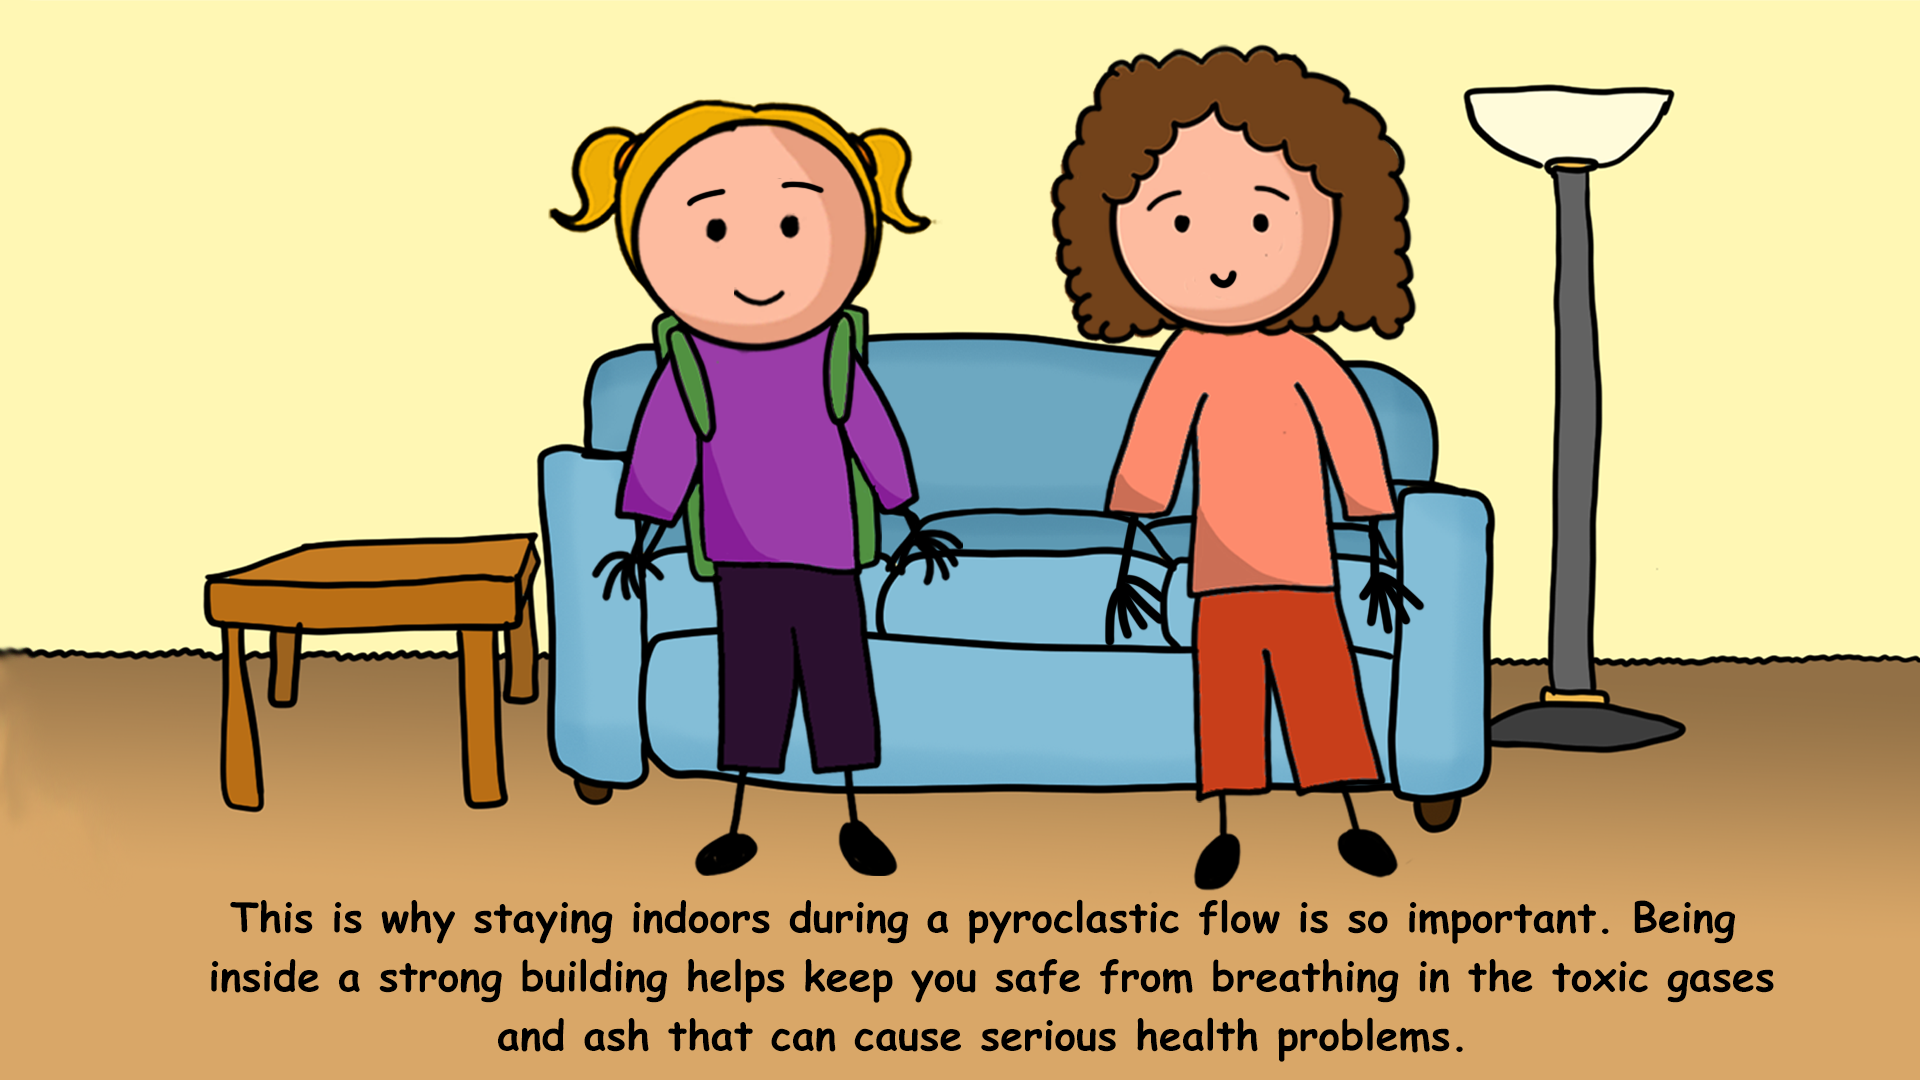 This is why staying indoors during a pyroclastic flow is so important. Being
inside a strong building helps keep you safe from breathing in the toxic gases
and ash that can cause serious health problems.